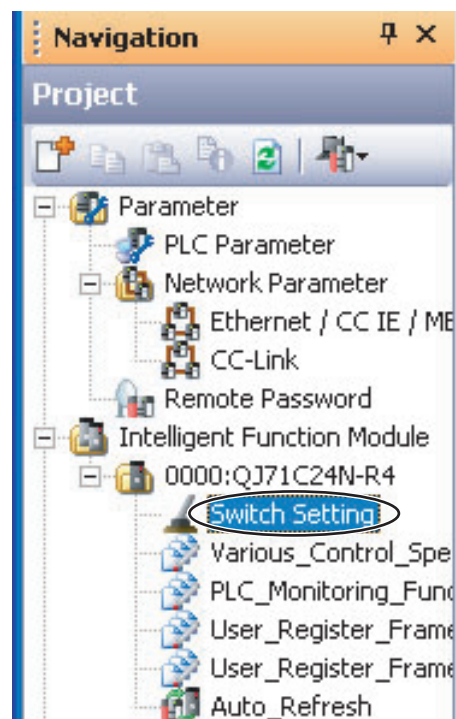 Navigation
Project
Parameter
PLC Parameter
Network Parameter
Ethernet / CC IE / ME
CC-Link
Remote Password
Intelligent Function Module
0000:QJ71C24N-R4
Switch Setting
Various_Control_Spe
PLC_Monitoring_Func
User_Register_Frame
User_Register_Frame
Auto_Refresh